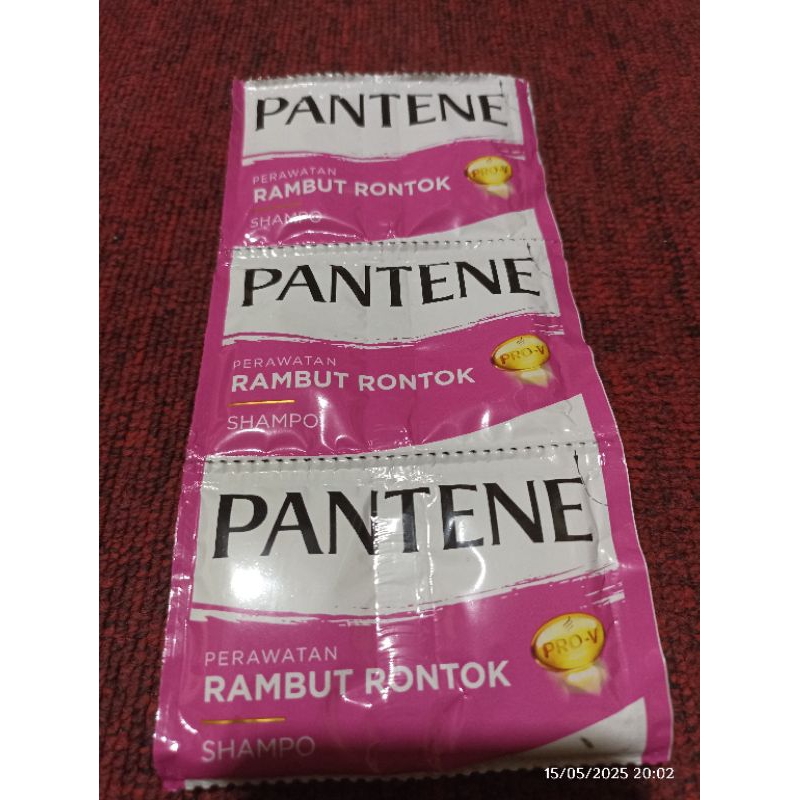 PANTENE
PERAWATAN
RAMBUT RONTOK
PRO-V
SHAMPO
PANTENE
PERAWATAN
RAMBUT RONTOK
PRO-V
SHAMPO
PANTENE
PERAWATAN
RAMBUT RONTOK
PRO-V
SHAMPO
15/05/2025 20:02